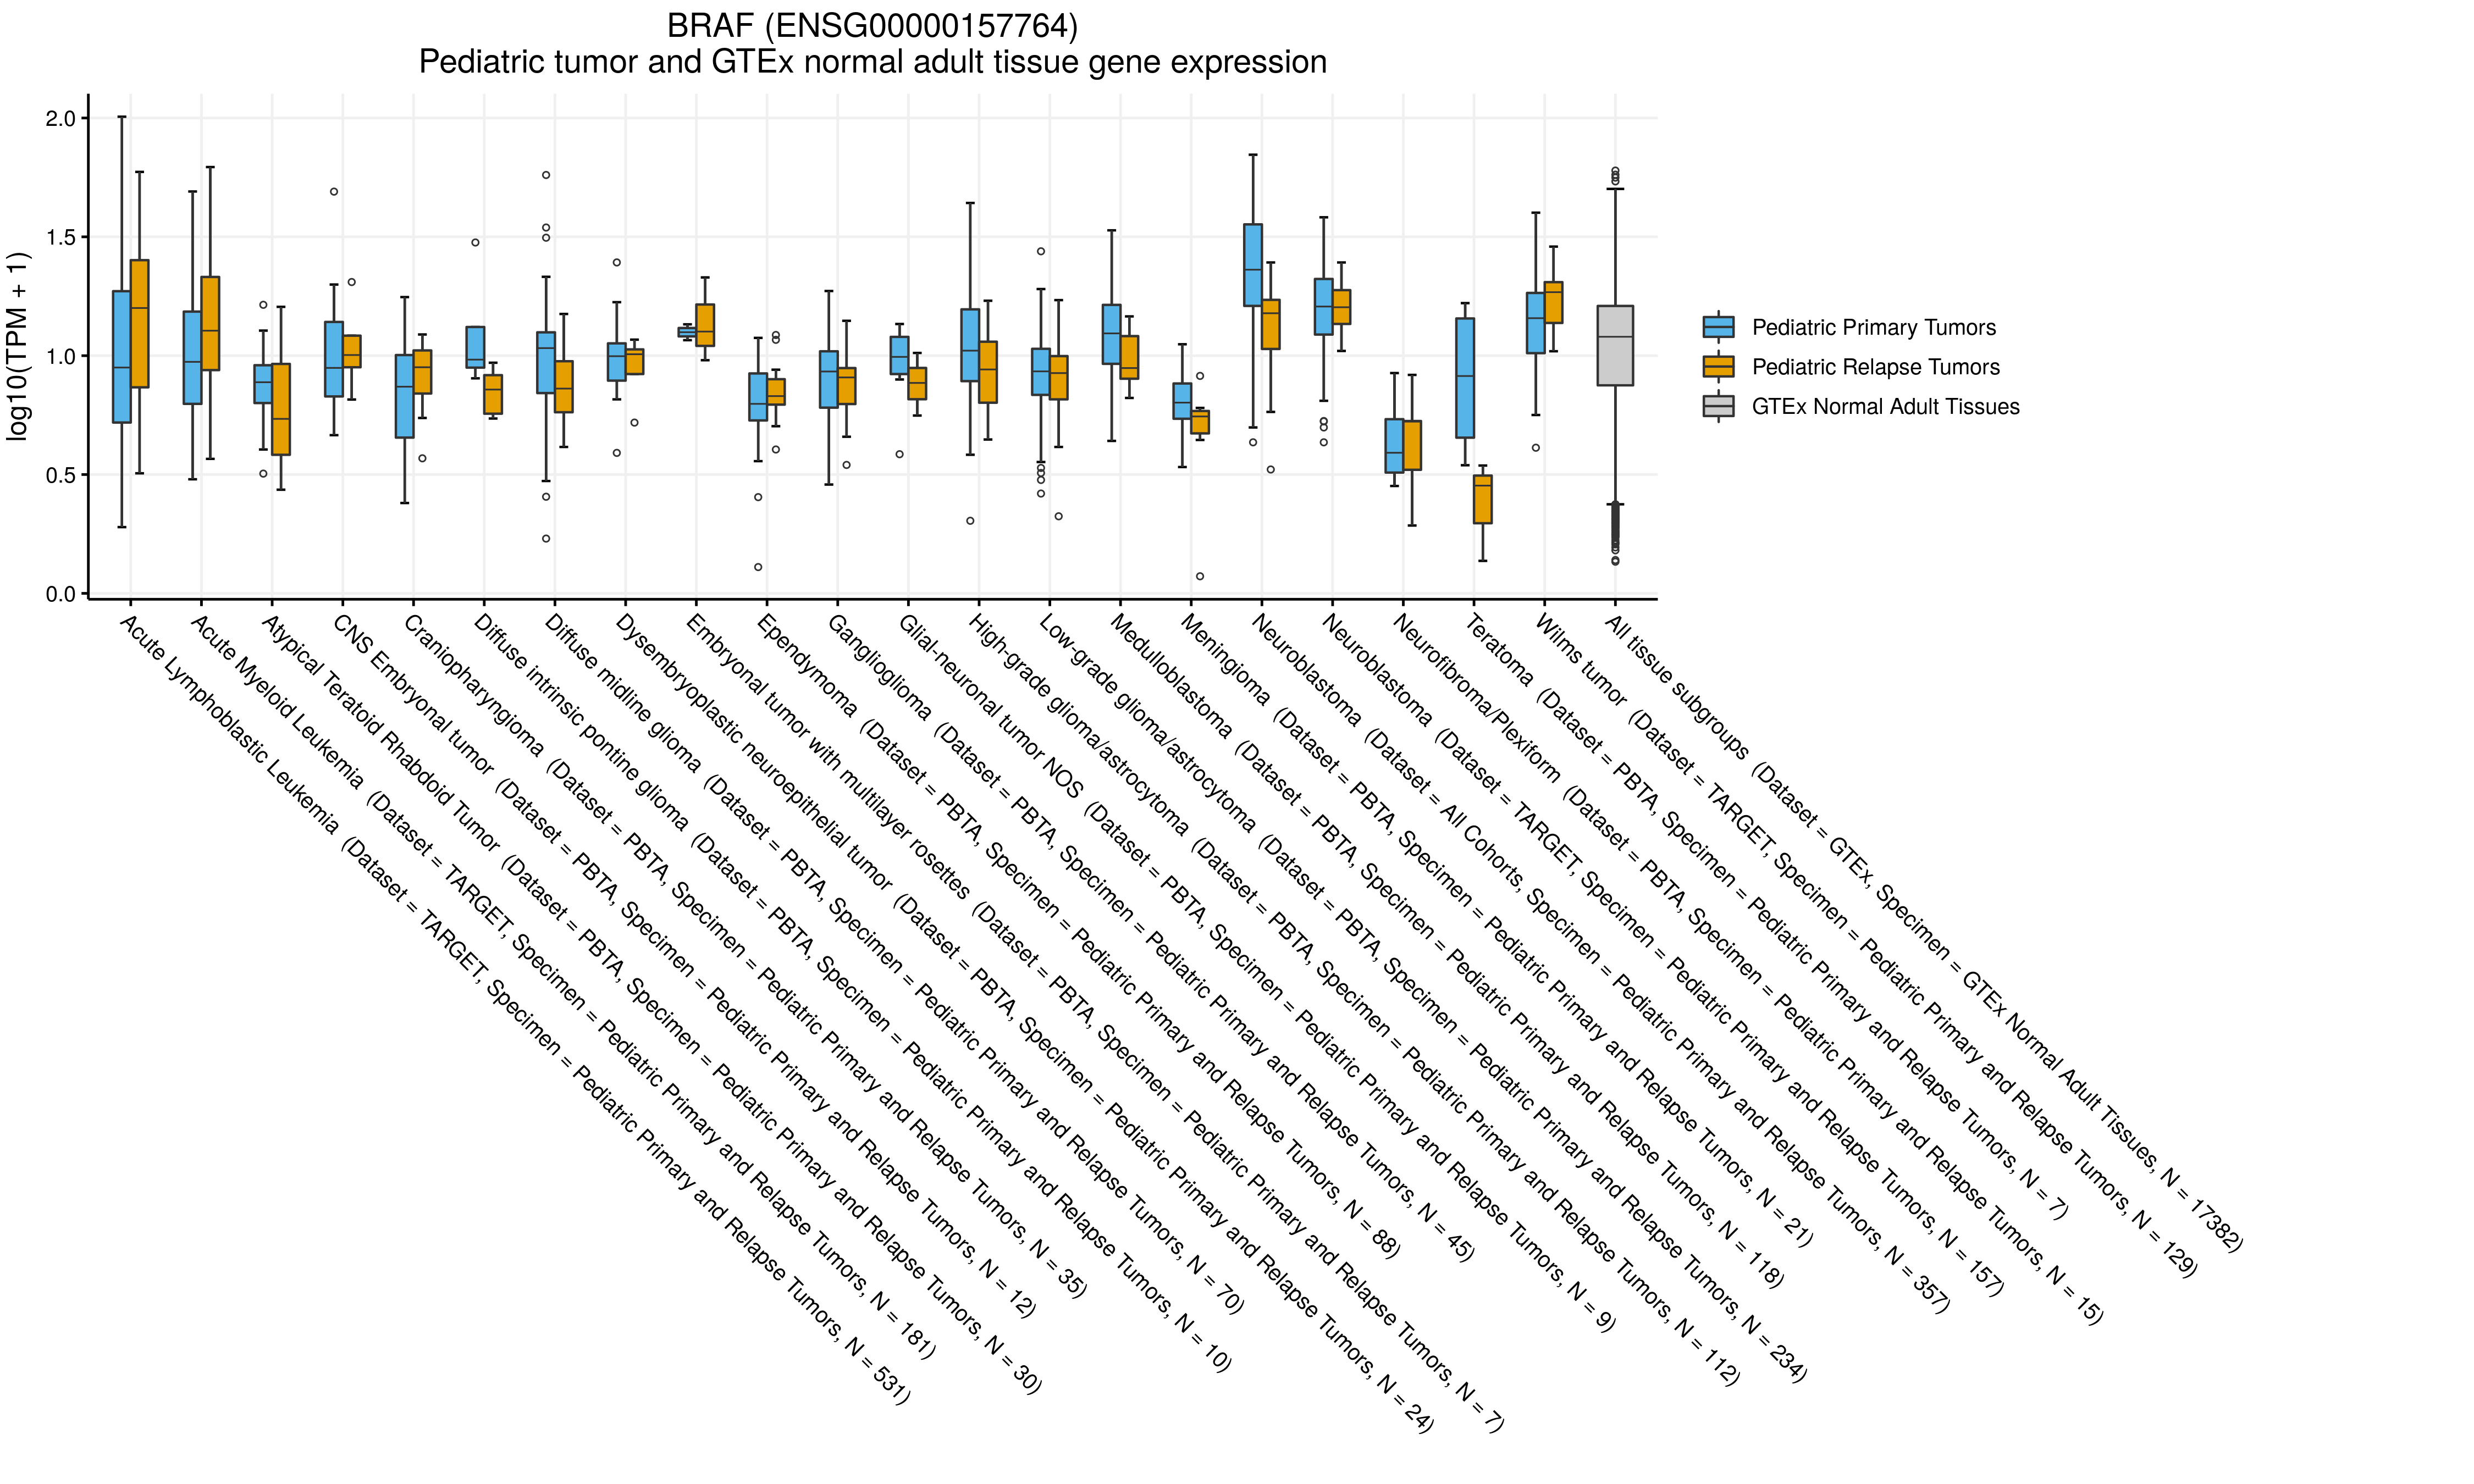 BRAF (ENSG00000157764)
Pediatric tumor and GTEx normal adult tissue gene expression
log10(TPM + 1)
2.0
1.5
1.0
0.5
0.0
Pediatric Primary Tumors
Pediatric Relapse Tumors
GTEx Normal Adult Tissues
Acute Lymphoblastic Leukemia (Dataset = TARGET, Specimen = Pediatric Primary and Relapse Tumors, N = 531)
Acute Myeloid Leukemia (Dataset = TARGET, Specimen = Pediatric Primary and Relapse Tumors, N = 181)
Atypical Teratoid Rhabdoid Tumor (Dataset = PBTA, Specimen = Pediatric Primary and Relapse Tumors, N = 30)
CNS Embryonal tumor (Dataset = PBTA, Specimen = Pediatric Primary and Relapse Tumors, N = 12)
Craniopharyngioma (Dataset = PBTA, Specimen = Pediatric Primary and Relapse Tumors, N = 35)
Diffuse intrinsic pontine glioma (Dataset = PBTA, Specimen = Pediatric Primary and Relapse Tumors, N = 10)
Diffuse midline glioma (Dataset = PBTA, Specimen = Pediatric Primary and Relapse Tumors, N = 70)
Dysembryoplastic neuroepithelial tumor (Dataset = PBTA, Specimen = Pediatric Primary and Relapse Tumors, N = 24)
Embryonal tumor with multilayer rosettes (Dataset = PBTA, Specimen = Pediatric Primary and Relapse Tumors, N = 7)
Ependymoma (Dataset = PBTA, Specimen = Pediatric Primary and Relapse Tumors, N = 88)
Ganglioglioma (Dataset = PBTA, Specimen = Pediatric Primary and Relapse Tumors, N = 45)
Glial-neuronal tumor NOS (Dataset = PBTA, Specimen = Pediatric Primary and Relapse Tumors, N = 9)
High-grade glioma/astrocytoma (Dataset = PBTA, Specimen = Pediatric Primary and Relapse Tumors, N = 112)
Low-grade glioma/astrocytoma (Dataset = PBTA, Specimen = Pediatric Primary and Relapse Tumors, N = 234)
Medulloblastoma (Dataset = PBTA, Specimen = Pediatric Primary and Relapse Tumors, N = 118)
Meningioma (Dataset = PBTA, Specimen = Pediatric Primary and Relapse Tumors, N = 21)
Neuroblastoma (Dataset = All Cohorts, Specimen = Pediatric Primary and Relapse Tumors, N = 357)
Neuroblastoma (Dataset = TARGET, Specimen = Pediatric Primary and Relapse Tumors, N = 157)
Neurofibroma/Plexiform (Dataset = PBTA, Specimen = Pediatric Primary and Relapse Tumors, N = 15)
Teratoma (Dataset = PBTA, Specimen = Pediatric Primary and Relapse Tumors, N = 7)
Wilms tumor (Dataset = TARGET, Specimen = Pediatric Primary and Relapse Tumors, N = 129)
All tissue subgroups (Dataset = GTEx, Specimen = GTEx Normal Adult Tissues, N = 17382)